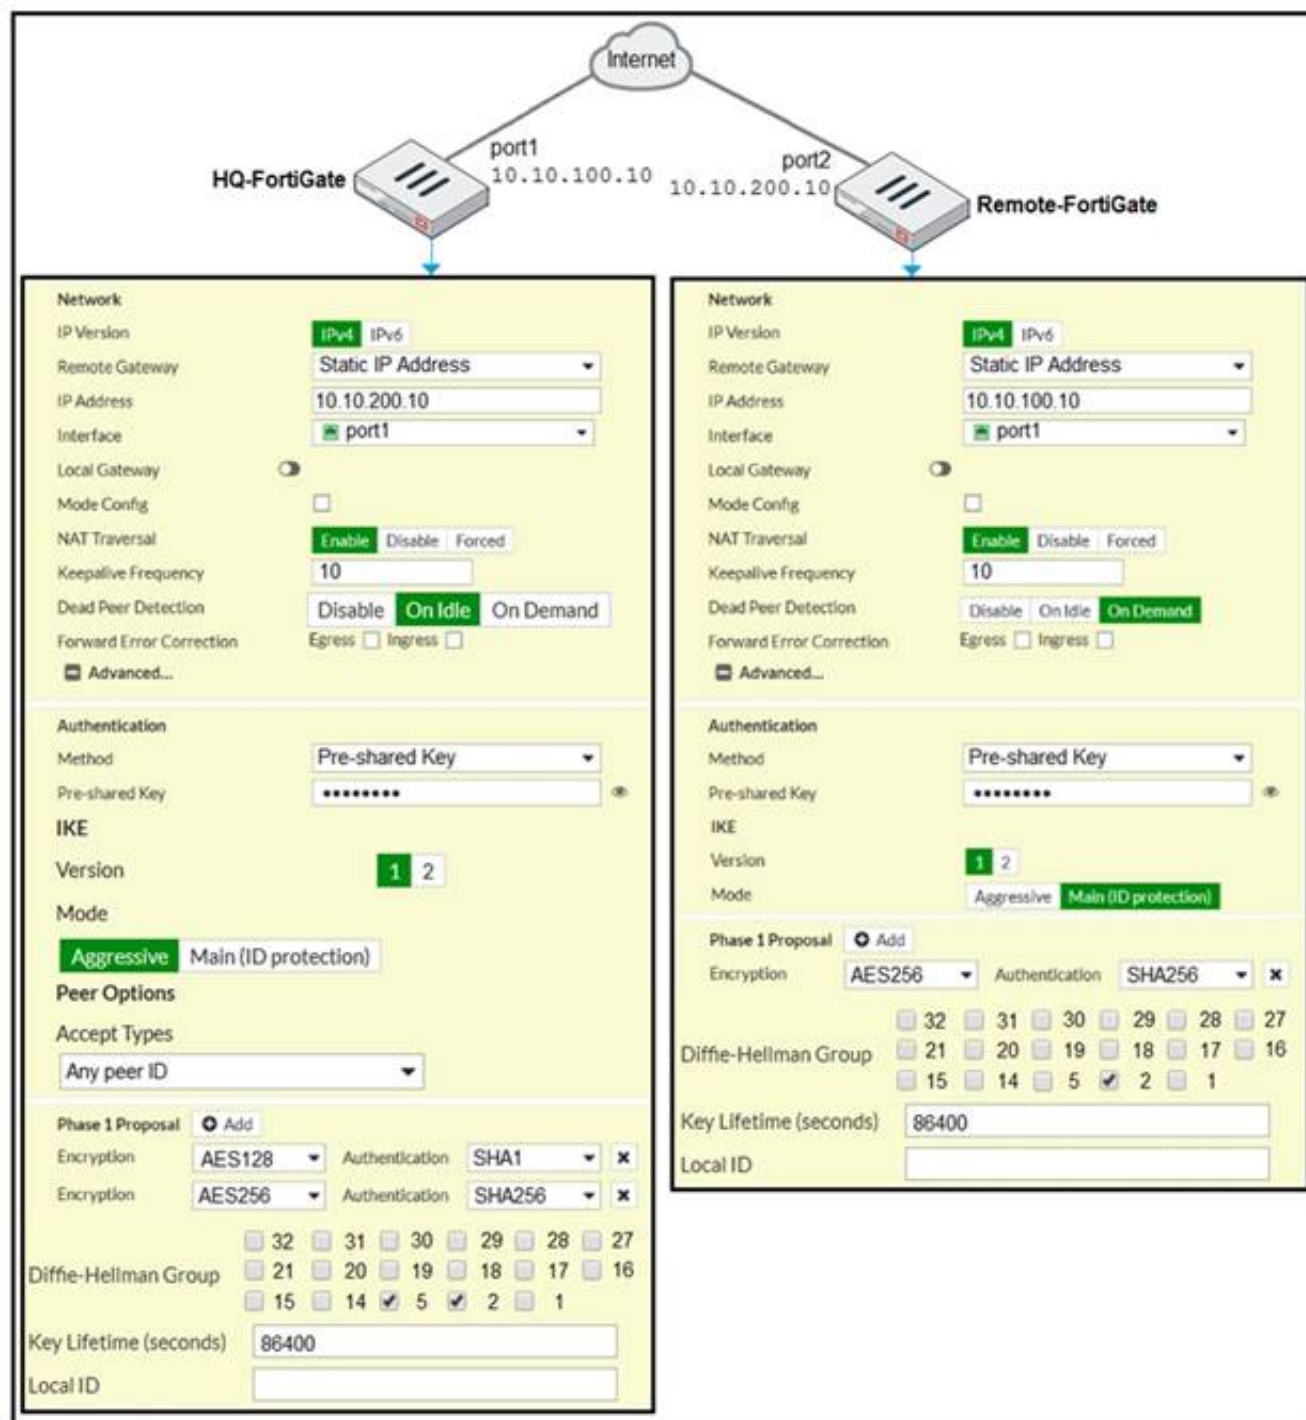 Internet
port1
10.10.100.10
HQ-FortiGate
port2
10.10.200.10
Remote-FortiGate
Network
IP Version IPv4 IPv6
Remote Gateway Static IP Address
IP Address 10.10.200.10
Interface port1
Local Gateway
Mode Config
NAT Traversal Enable Disable Forced
Keepalive Frequency 10
Dead Peer Detection Disable On Idle On Demand
Forward Error Correction Egress Ingress
Advanced...
Authentication
Method Pre-shared Key
Pre-shared Key ••••••••
IKE
Version 1 2
Mode
Aggressive Main (ID protection)
Peer Options
Accept Types
Any peer ID
Phase 1 Proposal Add
Encryption AES128 Authentication SHA1
Encryption AES256 Authentication SHA256
32 31 30 29 28 27
Diffie-Hellman Group 21 20 19 18 17 16
15 14 5 2 1
Key Lifetime (seconds) 86400
Local ID
Network
IP Version IPv4 IPv6
Remote Gateway Static IP Address
IP Address 10.10.100.10
Interface port1
Local Gateway
Mode Config
NAT Traversal Enable Disable Forced
Keepalive Frequency 10
Dead Peer Detection Disable On Idle On Demand
Forward Error Correction Egress Ingress
Advanced...
Authentication
Method Pre-shared Key
Pre-shared Key ••••••••
IKE
Version 1 2
Mode Aggressive Main (ID protection)
Phase 1 Proposal Add
Encryption AES256 Authentication SHA256
32 31 30 29 28 27
Diffie-Hellman Group 21 20 19 18 17 16
15 14 5 2 1
Key Lifetime (seconds) 86400
Local ID